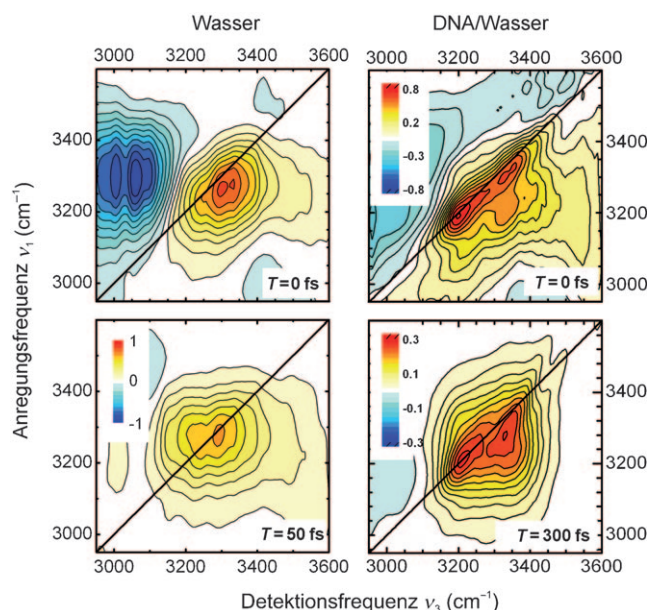 Wasser
DNA/Wasser
3000 3200 3400
3000 3200 3400 3600
3400
3200
3000
T = 0 fs
0.8
0.2
-0.3
-0.8
3400
3200
3000
T = 0 fs
Anregungsfrequenz ν₁ (cm⁻¹)
3400
3200
3000
1
0
-1
T = 50 fs
0.3
0.1
-0.1
-0.3
3400
3200
3000
T = 300 fs
3000 3200 3400
3000 3200 3400 3600
Detektionsfrequenz ν₃ (cm⁻¹)